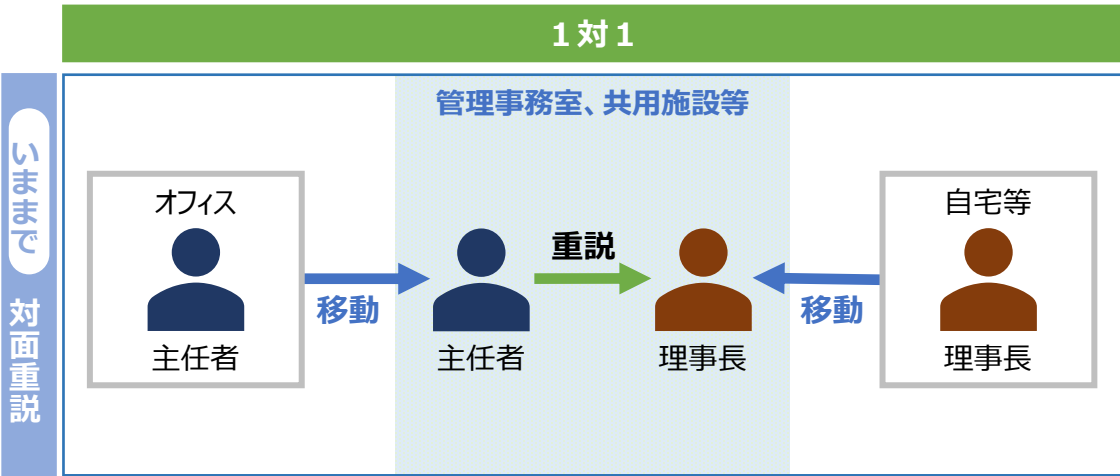 1対1
いままで
対面重説
管理事務室、共用施設等
オフィス
主任者
移動
主任者
重説
理事長
移動
自宅等
理事長